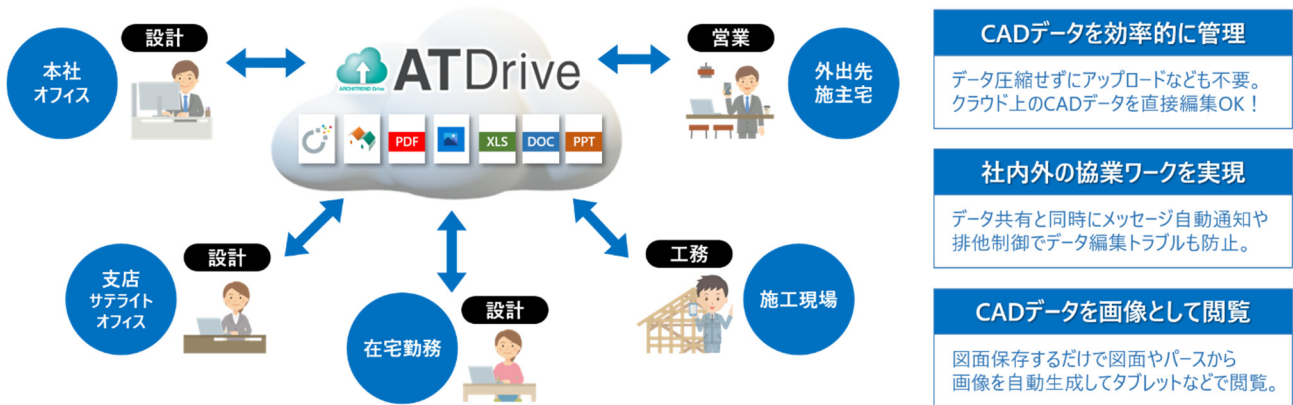 設計
本社
オフィス
ATDrive
ARCHITREND Drive
PDF
XLS
DOC
PPT
営業
外出先
施主宅
設計
支店
サテライト
オフィス
設計
在宅勤務
工務
施工現場
CADデータを効率的に管理
データ圧縮せずにアップロードなども不要。
クラウド上のCADデータを直接編集OK！
社内外の協業ワークを実現
データ共有と同時にメッセージ自動通知や
排他制御でデータ編集トラブルも防止。
CADデータを画像として閲覧
図面保存するだけで図面やパースから
画像を自動生成してタブレットなどで閲覧。